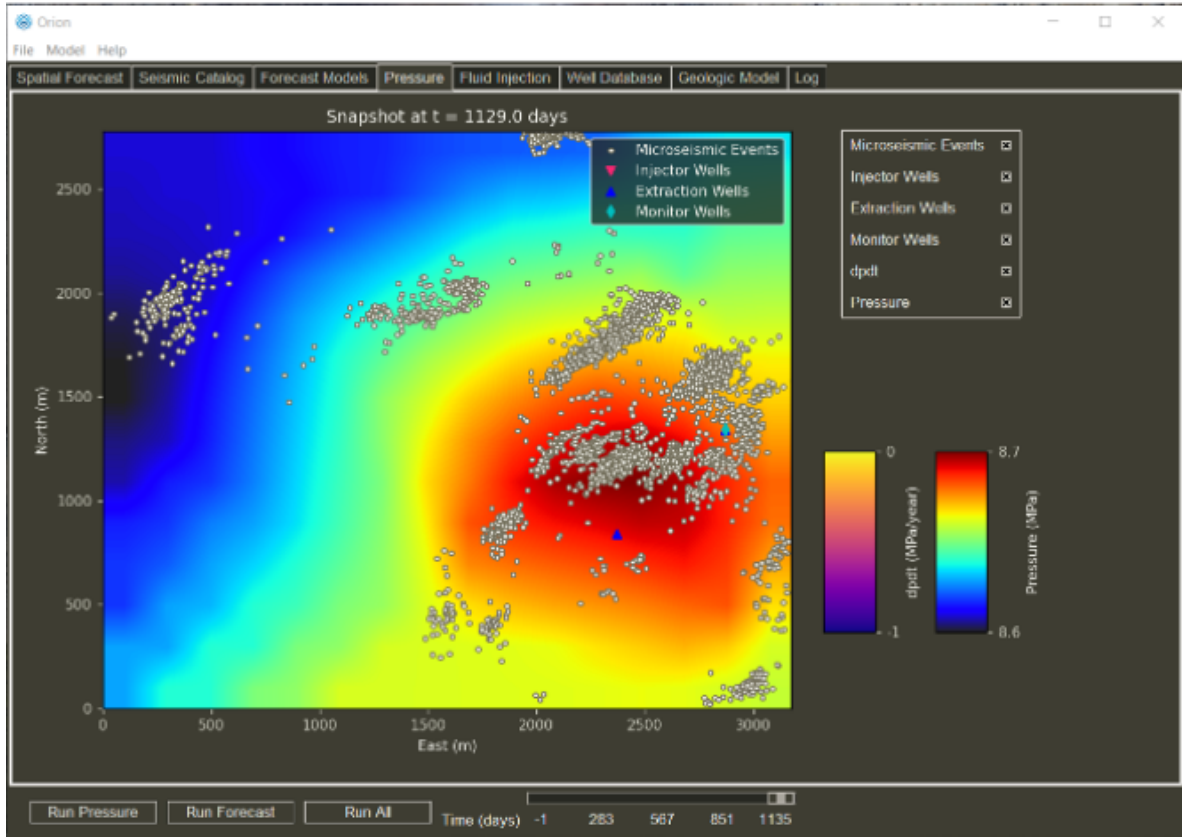 Orion
File Model Help
Spatial Forecast Seismic Catalog Forecast Models Pressure Fluid Injection Well Database Geologic Model Log
Snapshot at t = 1129.0 days
Microseismic Events
Injector Wells
Extraction Wells
Monitor Wells
Microseismic Events
Injector Wells
Extraction Wells
Monitor Wells
dpdt
Pressure
2500
2000
1500
1000
500
0
North (m)
0 500 1000 1500 2000 2500 3000
East (m)
0
-1
dpdt (MPa/year)
8.7
8.6
Pressure (MPa)
Run Pressure Run Forecast Run All Time (days) -1 283 567 851 1135